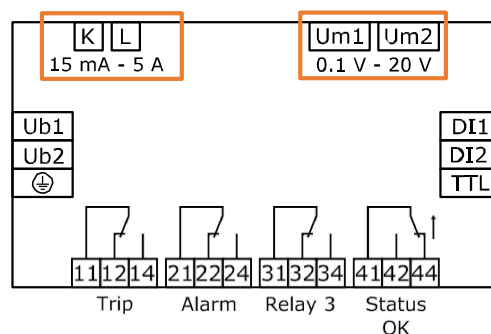 K L Um1 Um2
15 mA - 5 A 0.1 V - 20 V
Ub1 DI1
Ub2 DI2
TTL
11 12 14 21 22 24 31 32 34 41 42 44
Trip Alarm Relay 3 Status
OK